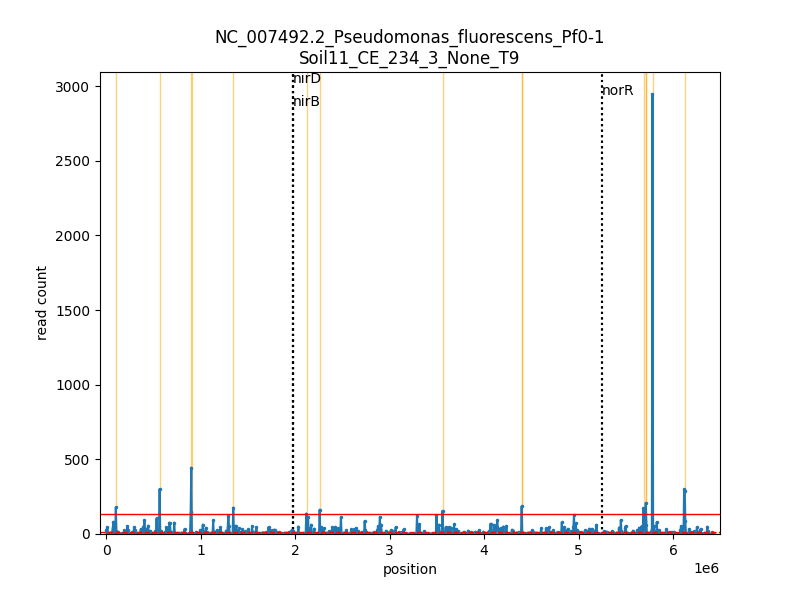 NC_007492.2_Pseudomonas_fluorescens_Pf0-1
Soil11_CE_234_3_None_T9
nirD
nirB
norR
3000
2500
2000
1500
1000
500
0
read count
0 1 2 3 4 5 6
1e6
position